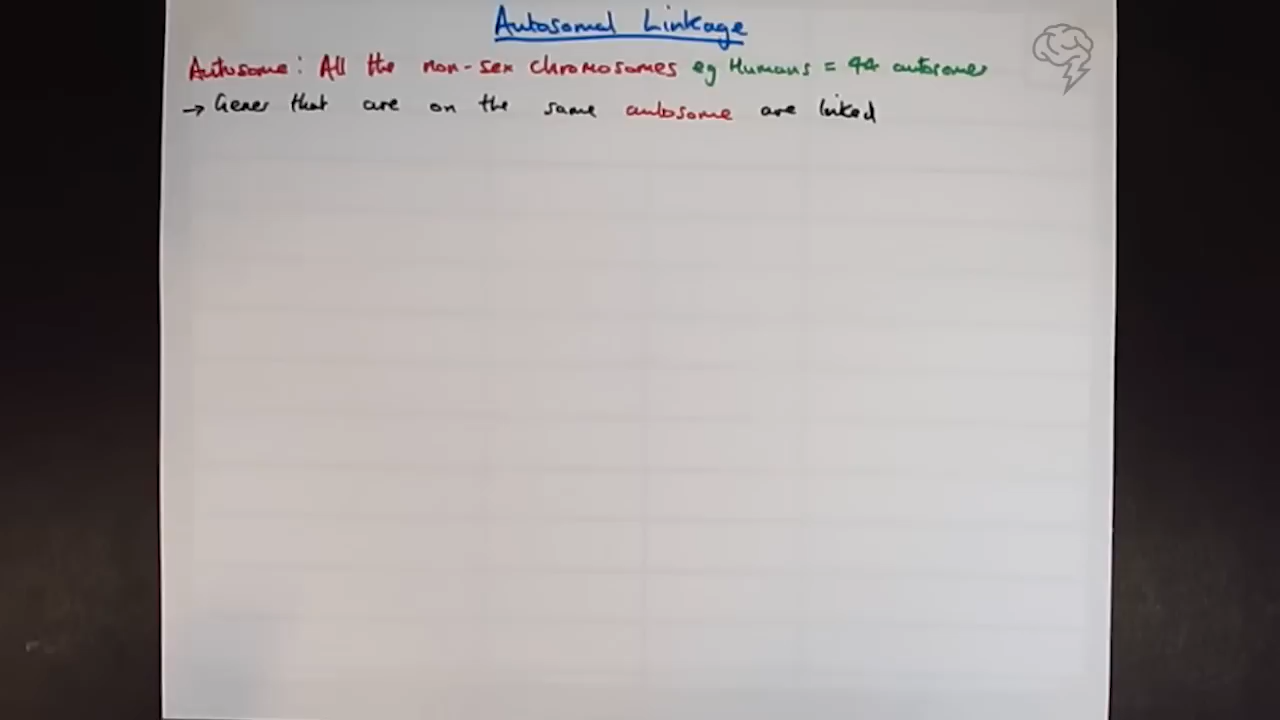 Autosomal Linkage
Autosome: All the non-sex chromosomes eg Humans = 44 autosomes
→ Genes that are on the same autosome are linked